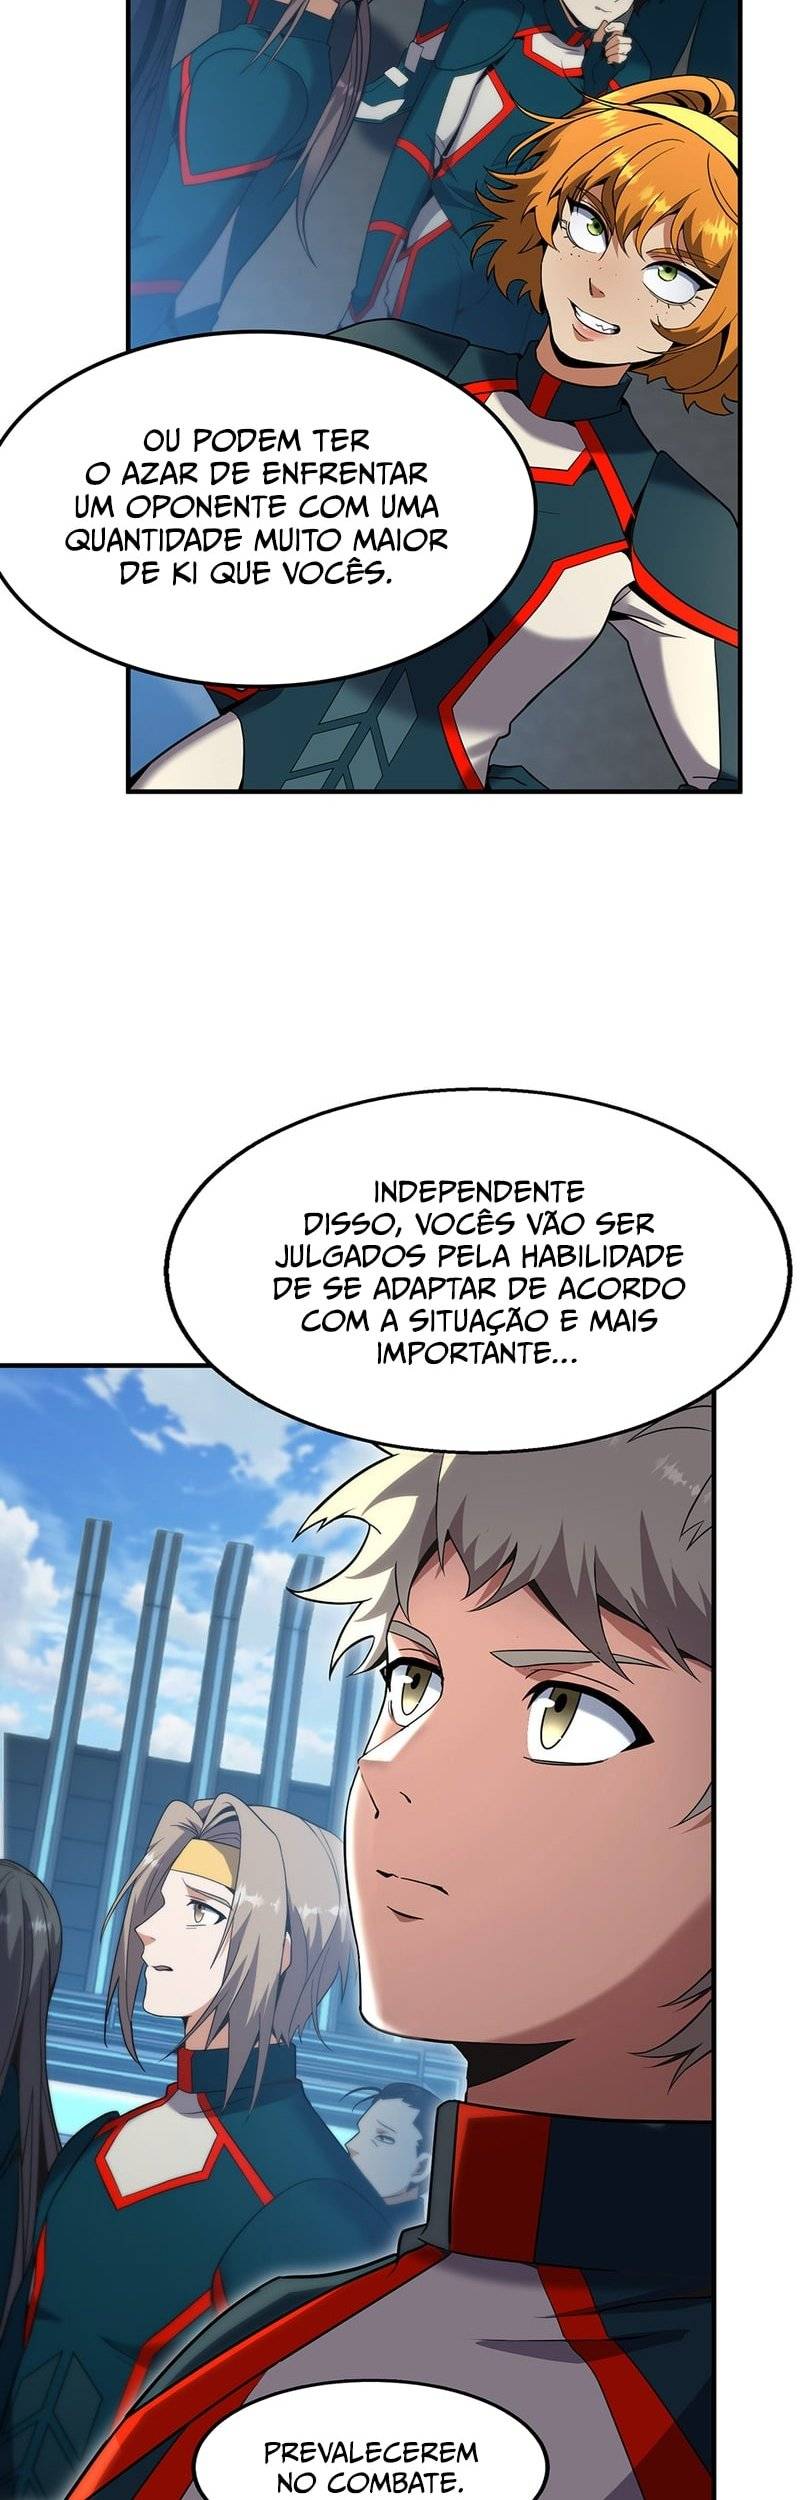 OU PODEM TER
O AZAR DE ENFRENTAR
UM OPONENTE COM UMA
QUANTIDADE MUITO MAIOR
DE KI QUE VOCÊS.
INDEPENDENTE
DISSO, VOCÊS VÃO SER
JULGADOS PELA HABILIDADE
DE SE ADAPTAR DE ACORDO
COM A SITUAÇÃO E MAIS
IMPORTANTE...
PREVALECEREM
NO COMBATE.